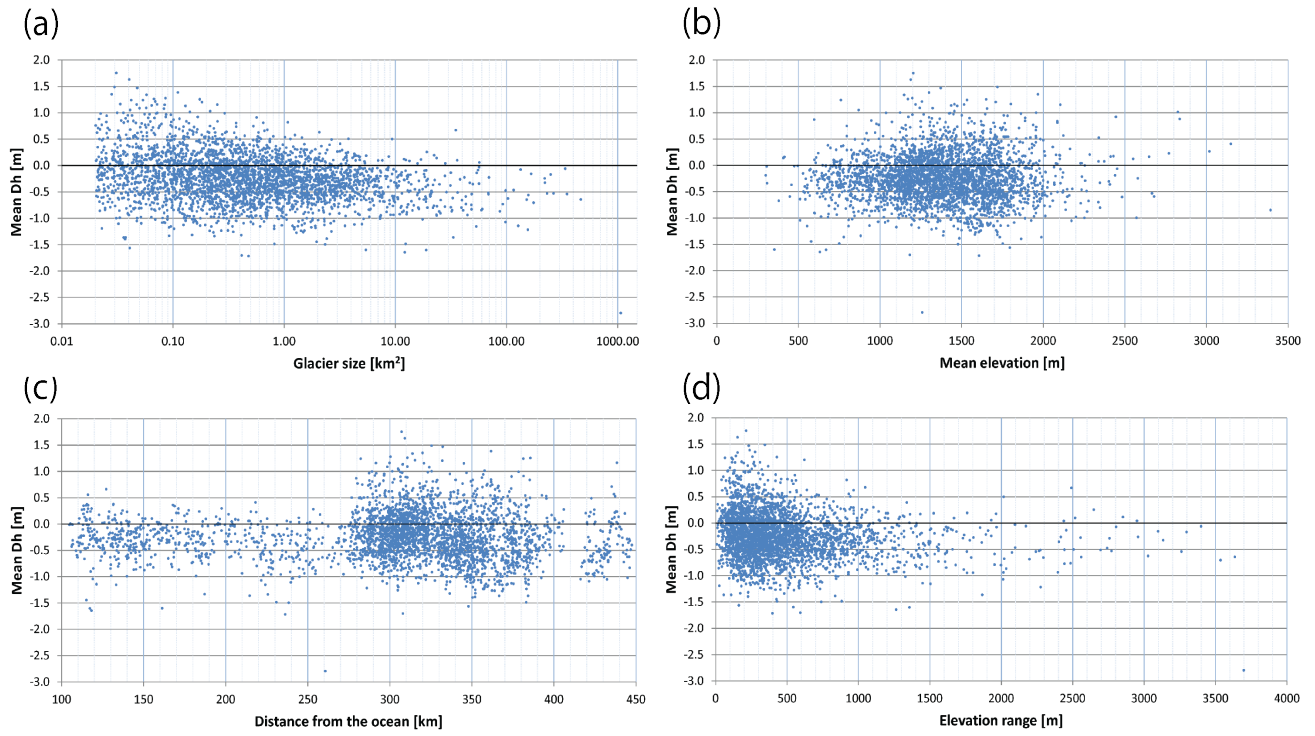 (a)
2.0
1.5
1.0
0.5
0.0
-0.5
-1.0
-1.5
-2.0
-2.5
-3.0
Mean Dh [m]
0.01 0.10 1.00 10.00 100.00 1000.00
Glacier size [km²]
(b)
2.0
1.5
1.0
0.5
0.0
-0.5
-1.0
-1.5
-2.0
-2.5
-3.0
Mean Dh [m]
0 500 1000 1500 2000 2500 3000 3500
Mean elevation [m]
(c)
2.0
1.5
1.0
0.5
0.0
-0.5
-1.0
-1.5
-2.0
-2.5
-3.0
Mean Dh [m]
100 150 200 250 300 350 400 450
Distance from the ocean [km]
(d)
2.0
1.5
1.0
0.5
0.0
-0.5
-1.0
-1.5
-2.0
-2.5
-3.0
Mean Dh [m]
0 500 1000 1500 2000 2500 3000 3500 4000
Elevation range [m]